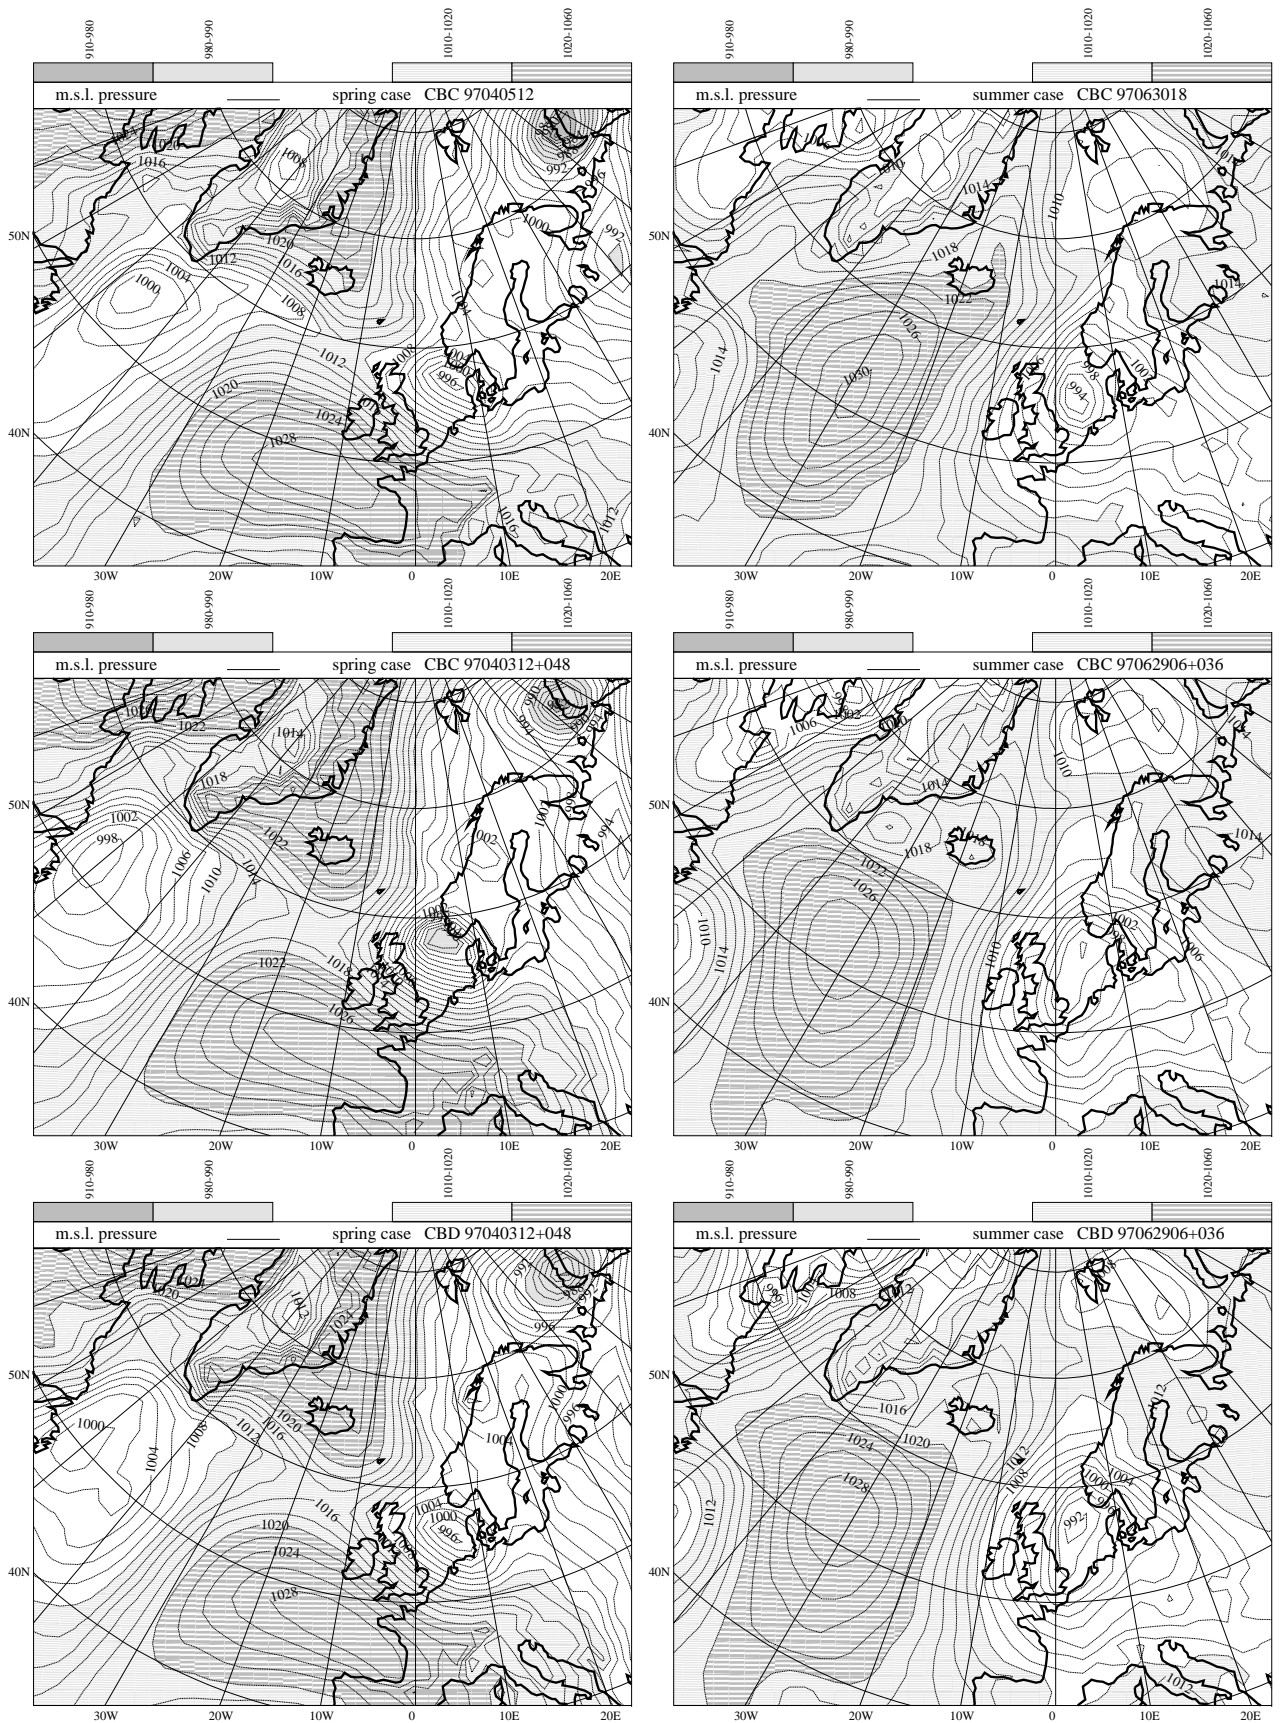 910-980 980-990 1010-1020 1020-1060
m.s.l. pressure spring case CBC 97040512
1016 1020 1008 992 1000 992
50N
1020 1012 1016 1004 1000 1008
1012 1008 1004 1000 996
1020 1024 1028
40N
1016 1012
30W 20W 10W 0 10E 20E
910-980 980-990 1010-1020 1020-1060
m.s.l. pressure summer case CBC 97063018
1010 1014 1010
50N
1018 1022 1014
1026 1014 1030 998 994
40N
30W 20W 10W 0 10E 20E
910-980 980-990 1010-1020 1020-1060
m.s.l. pressure spring case CBC 97040312+048
1022 1014 990 994
1018
50N
1002 998 1022 1006 1010 1014 1002 994
1022 1018 1026
40N
30W 20W 10W 0 10E 20E
910-980 980-990 1010-1020 1020-1060
m.s.l. pressure summer case CBC 97062906+036
1006 1002 1010 1014
50N
1018 1022 1026 1014
1010 1014 1010 1002 1006
40N
30W 20W 10W 0 10E 20E
910-980 980-990 1010-1020 1020-1060
m.s.l. pressure spring case CBD 97040312+048
1020 1012 1024 996
50N
1000 1004 1008 1012 1016 1020 1004 1000 996
1016 1004 1000 996 1020 1024 1028
40N
30W 20W 10W 0 10E 20E
910-980 980-990 1010-1020 1020-1060
m.s.l. pressure summer case CBD 97062906+036
996 1008 1012
50N
1016 1012 1020 1024
1028 1012 1008 1000 1004 992 1012
40N
1012
30W 20W 10W 0 10E 20E